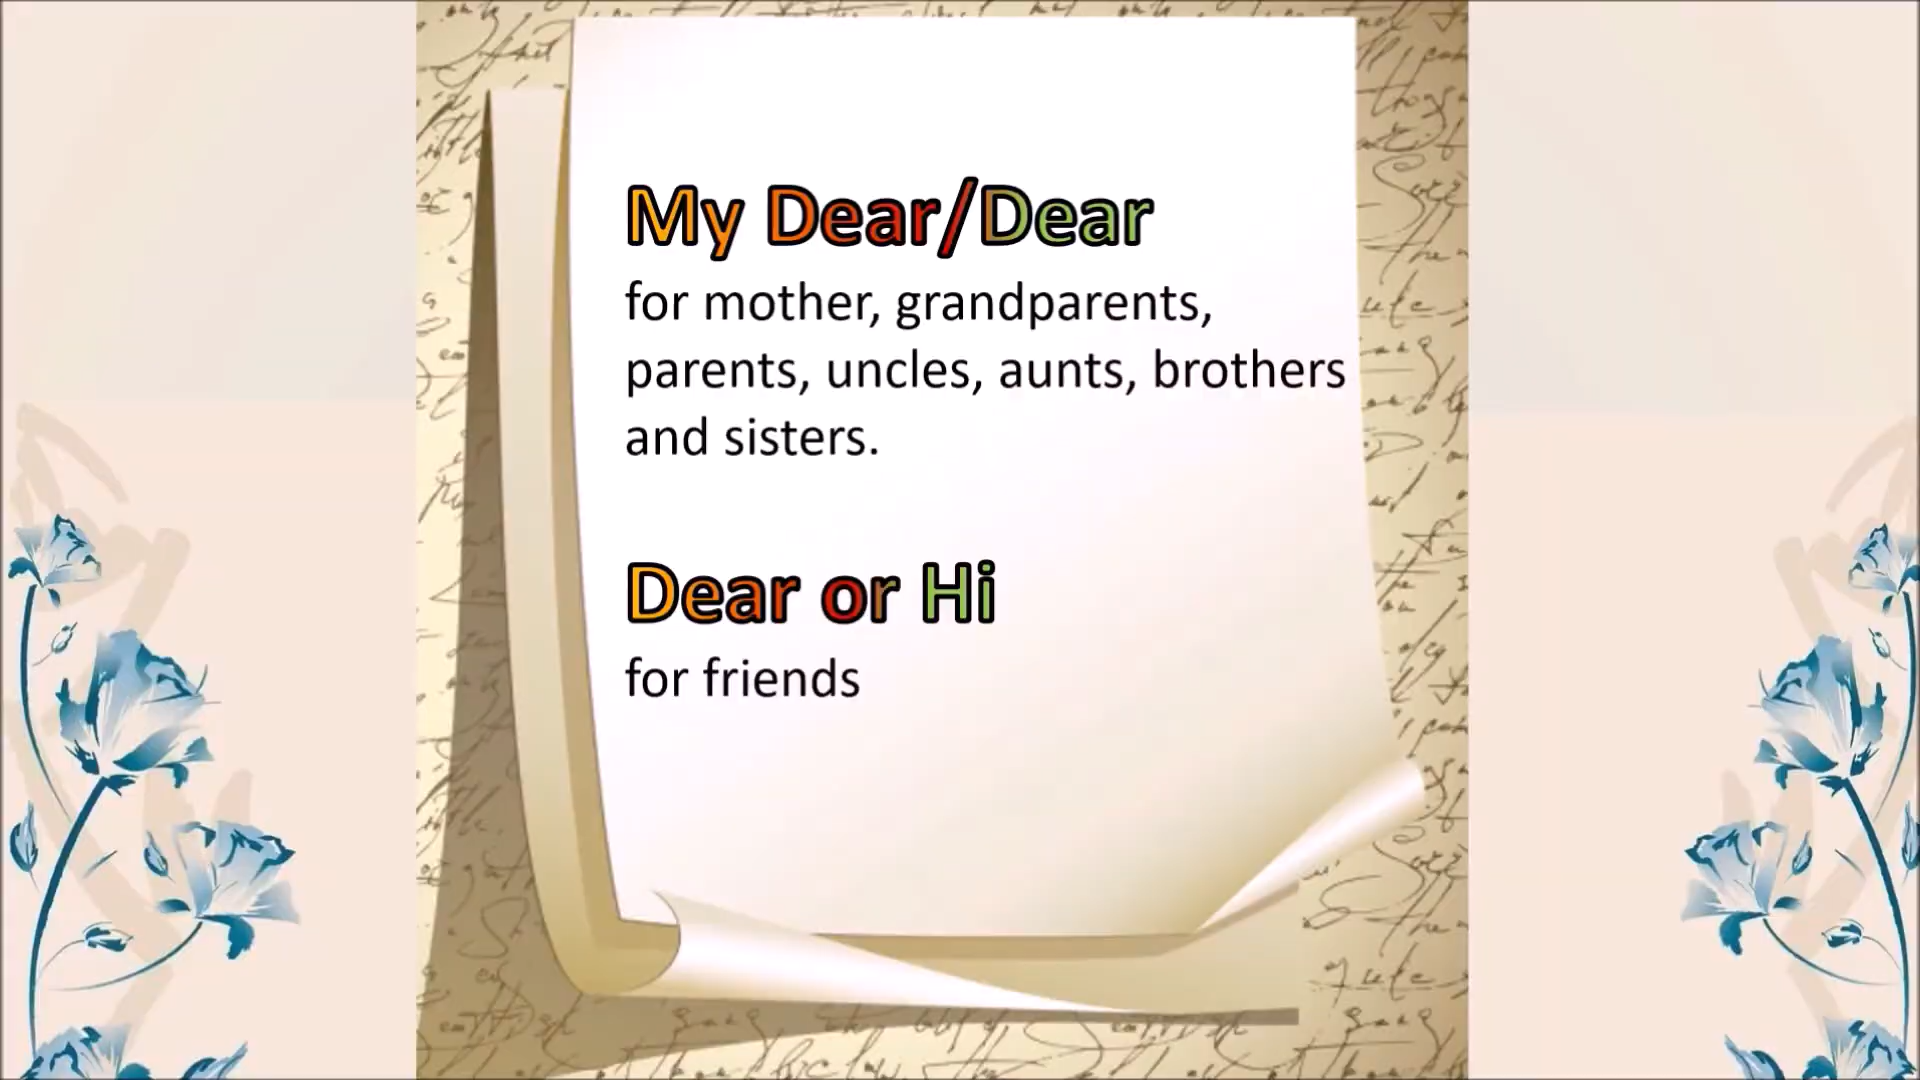 My Dear/Dear
for mother, grandparents,
parents, uncles, aunts, brothers
and sisters.
Dear or Hi
for friends